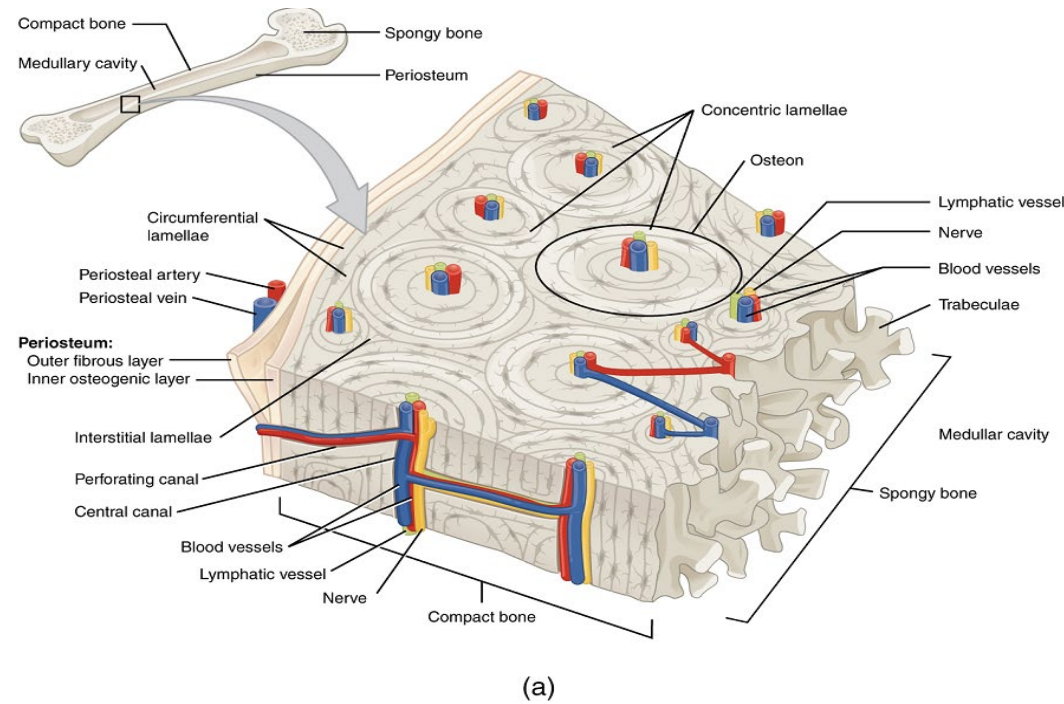 Compact bone
Medullary cavity
Spongy bone
Periosteum
Concentric lamellae
Osteon
Circumferential
lamellae
Lymphatic vessel
Nerve
Blood vessels
Trabeculae
Periosteal artery
Periosteal vein
Periosteum:
Outer fibrous layer
Inner osteogenic layer
Interstitial lamellae
Perforating canal
Central canal
Blood vessels
Lymphatic vessel
Nerve
Compact bone
Medullar cavity
Spongy bone
(a)